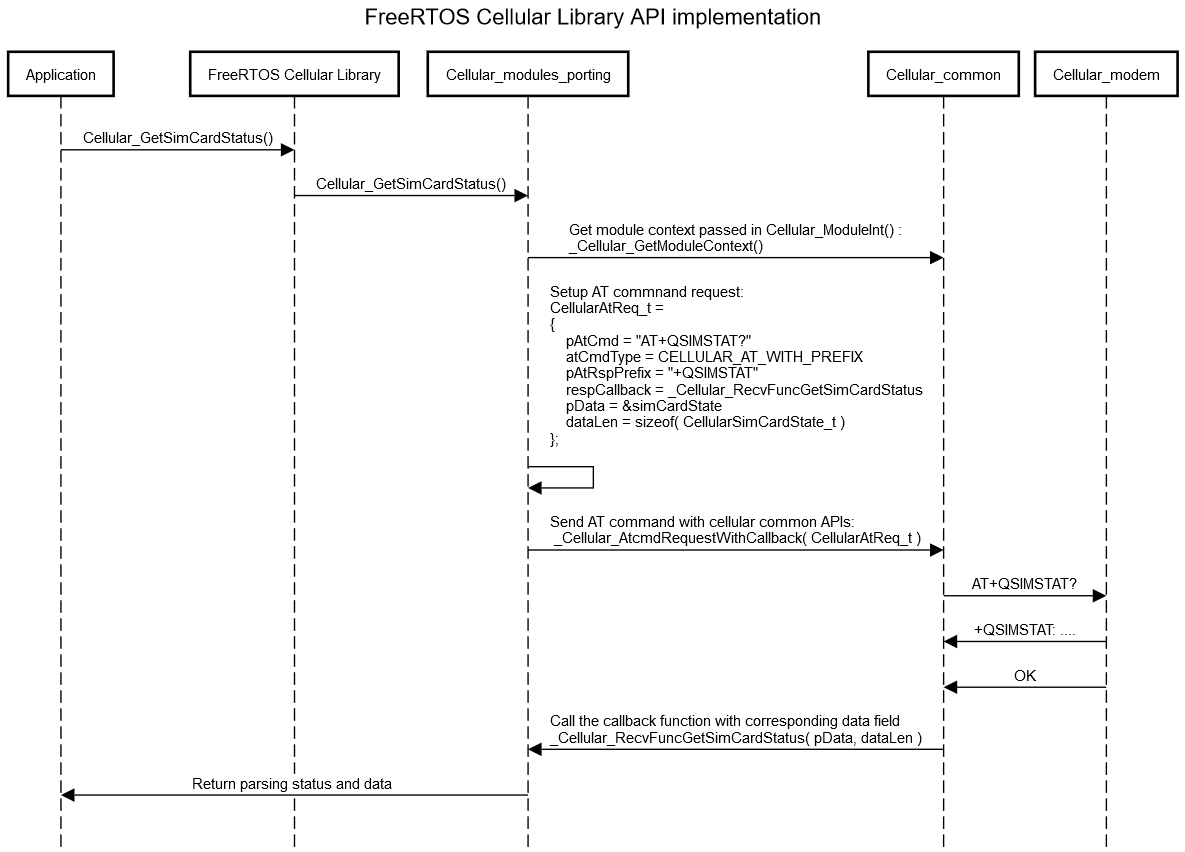 FreeRTOS Cellular Library API implementation
Application
FreeRTOS Cellular Library
Cellular_modules_porting
Cellular_common
Cellular_modem
Cellular_GetSimCardStatus()
Cellular_GetSimCardStatus()
Get module context passed in Cellular_ModuleInt() :
_Cellular_GetModuleContext()
Setup AT commnand request:
CellularAtReq_t =
{
pAtCmd = "AT+QSIMSTAT?"
atCmdType = CELLULAR_AT_WITH_PREFIX
pAtRspPrefix = "+QSIMSTAT"
respCallback = _Cellular_RecvFuncGetSimCardStatus
pData = &simCardState
dataLen = sizeof( CellularSimCardState_t )
};
Send AT command with cellular common APIs:
_Cellular_AtcmdRequestWithCallback( CellularAtReq_t )
AT+QSIMSTAT?
+QSIMSTAT: ....
OK
Call the callback function with corresponding data field
_Cellular_RecvFuncGetSimCardStatus( pData, dataLen )
Return parsing status and data